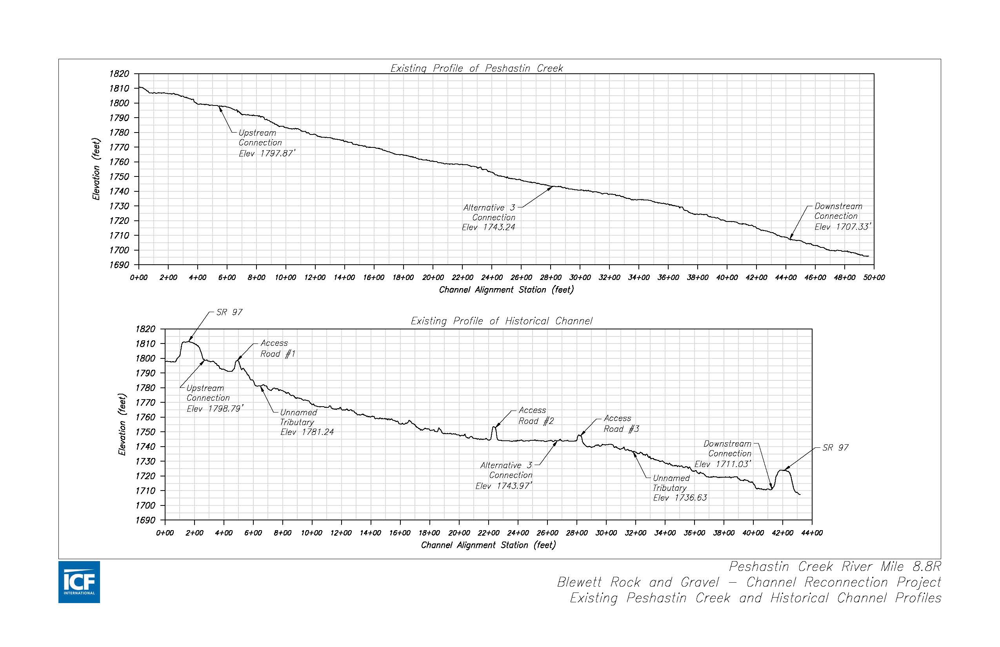 Existing Profile of Peshastin Creek
1820
1810
1800
1790
1780
1770
1760
1750
1740
1730
1720
1710
1700
1690
Elevation (feet)
Upstream
Connection
Elev 1797.87'
Alternative 3
Connection
Elev 1743.24
Downstream
Connection
Elev 1707.33'
0+00 2+00 4+00 6+00 8+00 10+00 12+00 14+00 16+00 18+00 20+00 22+00 24+00 26+00 28+00 30+00 32+00 34+00 36+00 38+00 40+00 42+00 44+00 46+00 48+00 50+00
Channel Alignment Station (feet)
SR 97
Existing Profile of Historical Channel
1820
1810
1800
1790
1780
1770
1760
1750
1740
1730
1720
1710
1700
1690
Elevation (feet)
Access
Road #1
Upstream
Connection
Elev 1798.79'
Unnamed
Tributary
Elev 1781.24
Access
Road #2
Access
Road #3
Alternative 3
Connection
Elev 1743.97'
Downstream
Connection
Elev 1711.03'
SR 97
Unnamed
Tributary
Elev 1736.63
0+00 2+00 4+00 6+00 8+00 10+00 12+00 14+00 16+00 18+00 20+00 22+00 24+00 26+00 28+00 30+00 32+00 34+00 36+00 38+00 40+00 42+00 44+00
Channel Alignment Station (feet)
ICF
INTERNATIONAL
Peshastin Creek River Mile 8.8R
Blewett Rock and Gravel – Channel Reconnection Project
Existing Peshastin Creek and Historical Channel Profiles